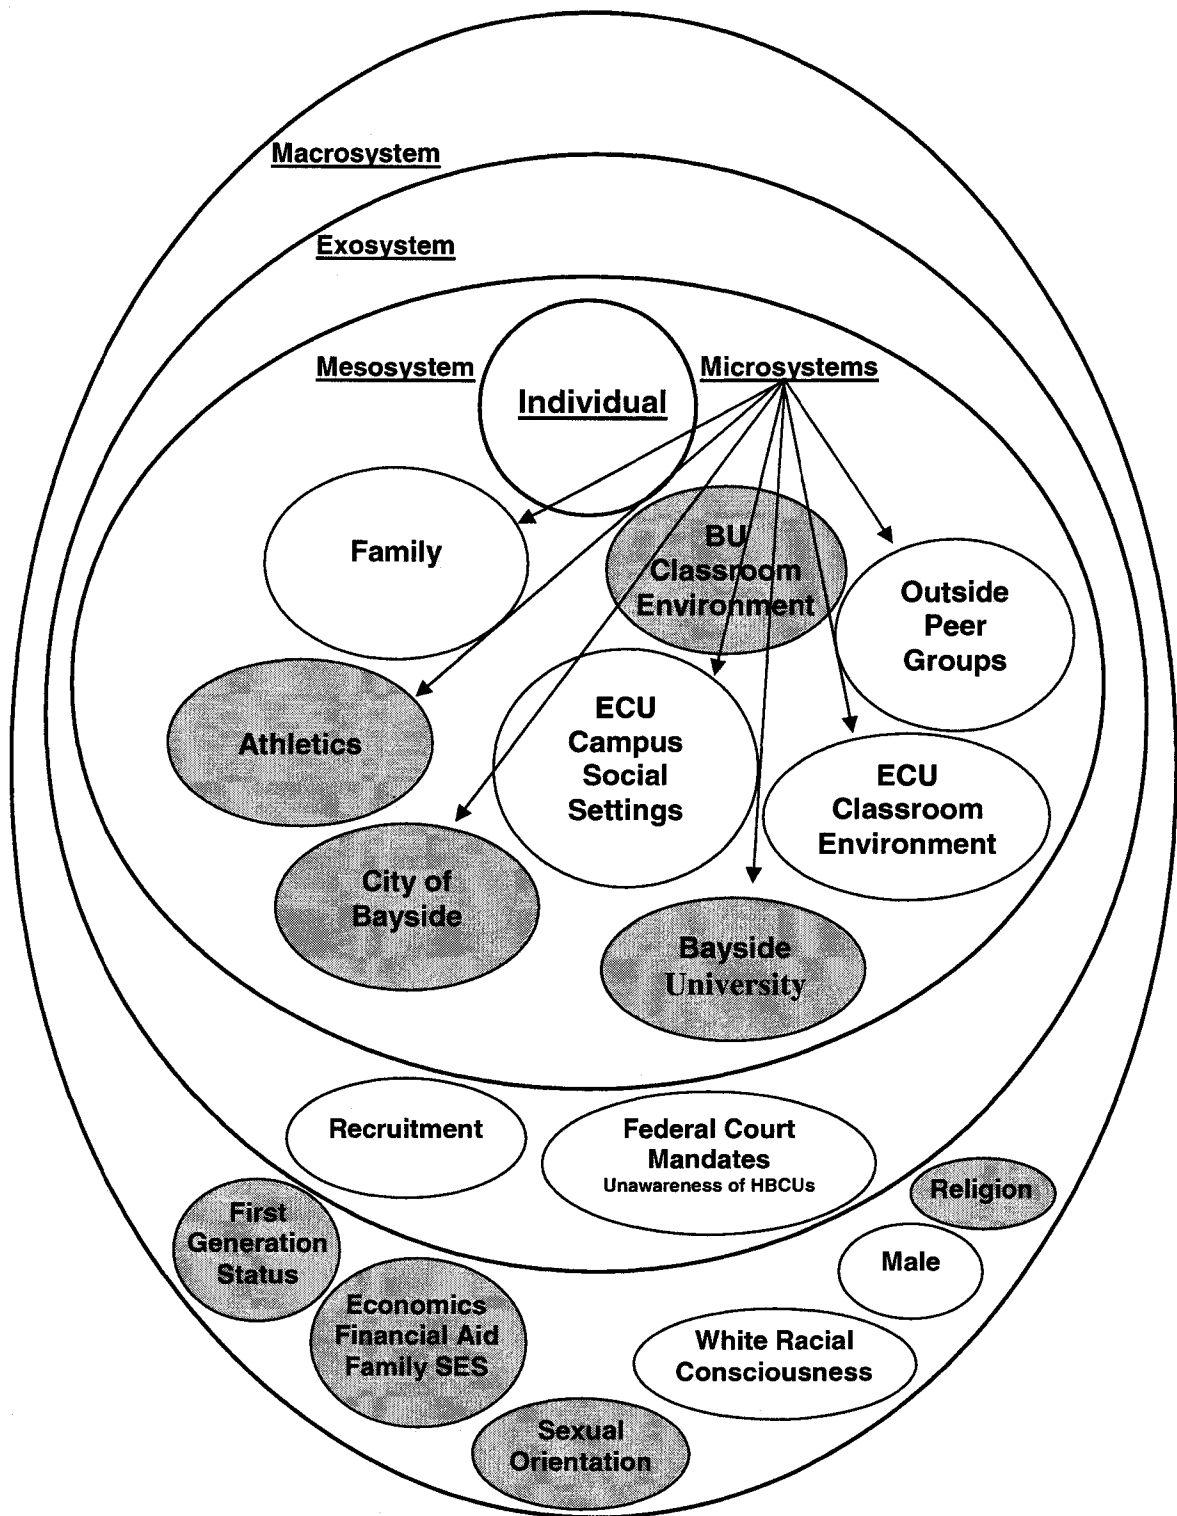 Macrosystem
Exosystem
Mesosystem
Individual
Microsystems
Family
BU
Classroom
Environment
Outside
Peer
Groups
Athletics
ECU
Campus
Social
Settings
ECU
Classroom
Environment
City of
Bayside
Bayside
University
Recruitment
Federal Court
Mandates
Unawareness of HBCUs
Religion
First
Generation
Status
Male
Economics
Financial Aid
Family SES
White Racial
Consciousness
Sexual
Orientation